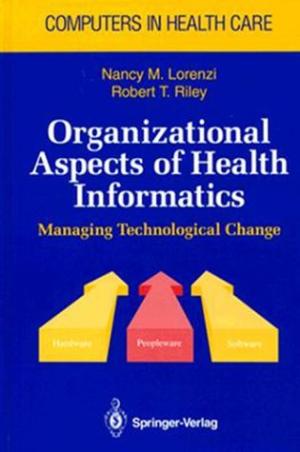 COMPUTERS IN HEALTH CARE
Nancy M. Lorenzi
Robert T. Riley
Organizational
Aspects of Health
Informatics
Managing Technological Change
Hardware Peopleware Software
Springer-Verlag